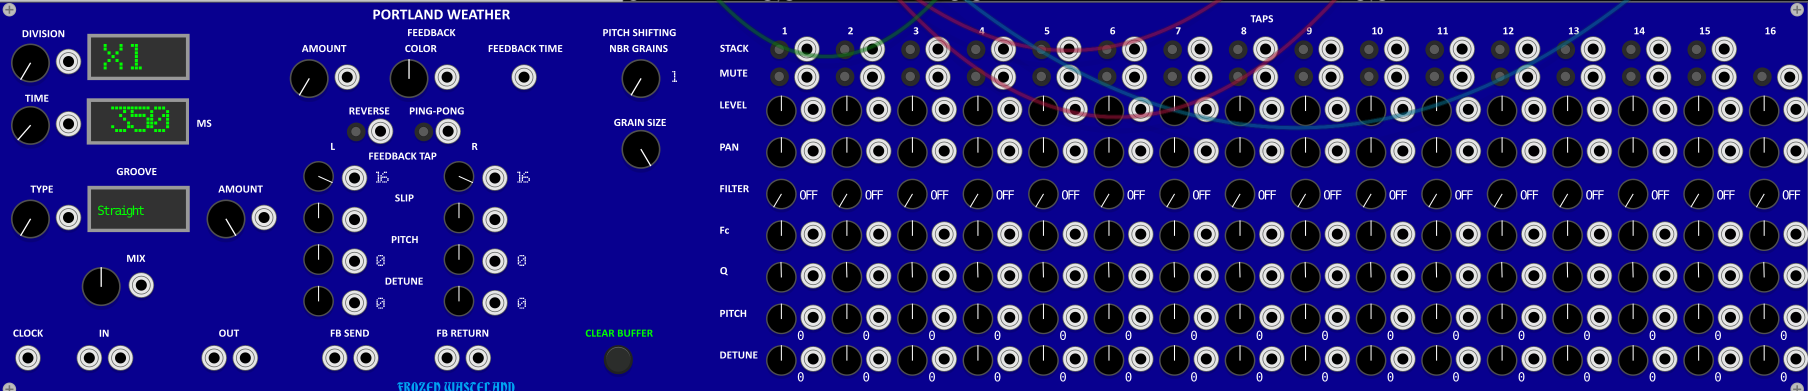 PORTLAND WEATHER
DIVISION
X1
TIME
350 MS
GROOVE
TYPE
Straight
AMOUNT
MIX
CLOCK IN OUT
FEEDBACK
AMOUNT COLOR FEEDBACK TIME
REVERSE PING-PONG
L R
FEEDBACK TAP
16 16
SLIP
PITCH
0 0
DETUNE
0 0
FB SEND FB RETURN
PITCH SHIFTING
NBR GRAINS
1
GRAIN SIZE
CLEAR BUFFER
FROZEN WASTELAND
TAPS
1 2 3 4 5 6 7 8 9 10 11 12 13 14 15 16
STACK
MUTE
LEVEL
PAN
FILTER OFF OFF OFF OFF OFF OFF OFF OFF OFF OFF OFF OFF OFF OFF OFF OFF
Fc
Q
PITCH
0 0 0 0 0 0 0 0 0 0 0 0 0 0 0 0
DETUNE
0 0 0 0 0 0 0 0 0 0 0 0 0 0 0 0